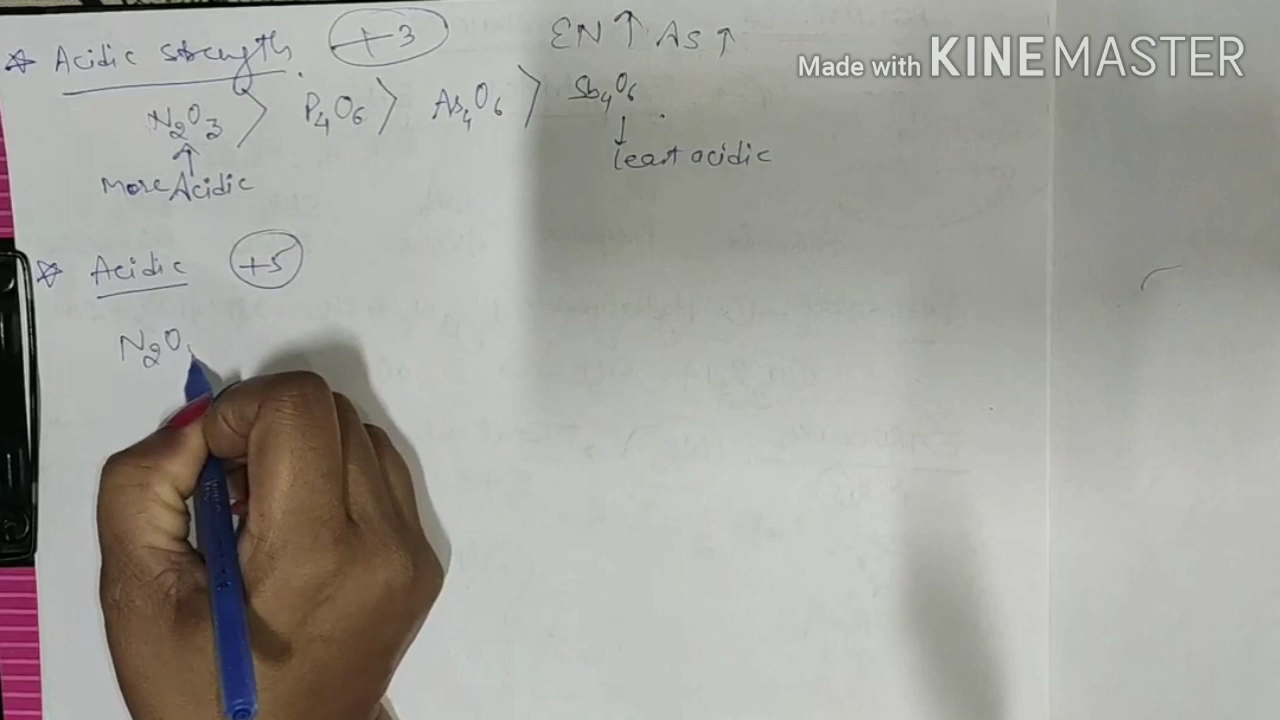 ☆ Acidic strength. +3 EN↑ AS↑
Made with KINEMASTER
N₂O₃ > P₄O₆ > As₄O₆ > Sb₄O₆
↑ More Acidic ↓ least acidic
☆ Acidic +5
N₂O